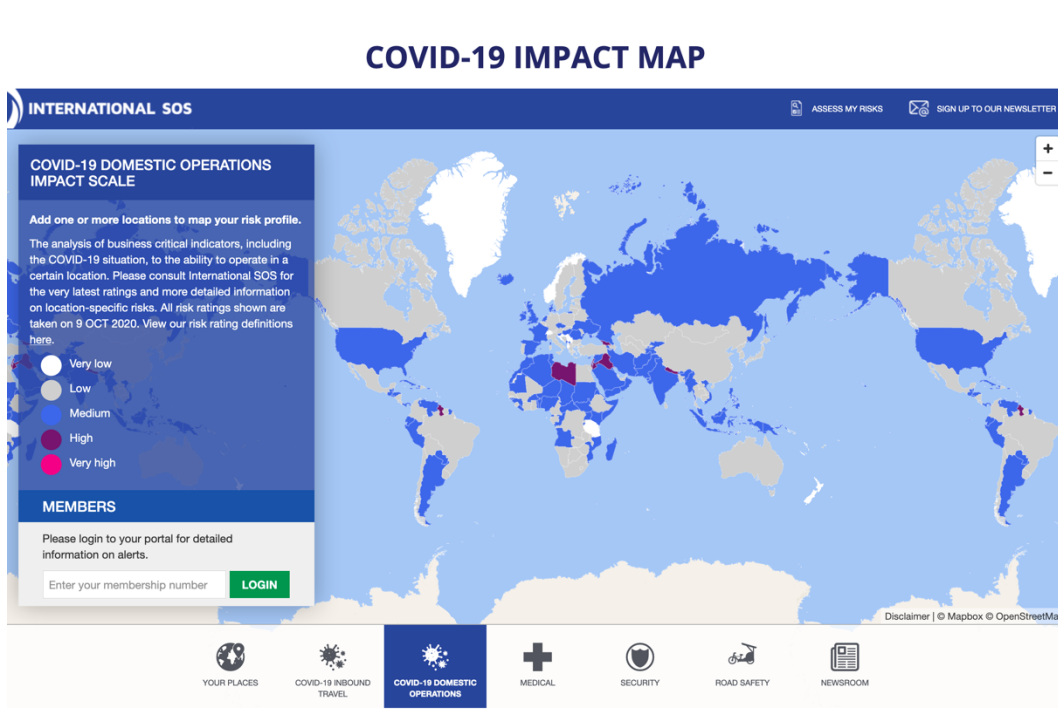 COVID-19 IMPACT MAP
INTERNATIONAL SOS
ASSESS MY RISKS
SIGN UP TO OUR NEWSLETTER
COVID-19 DOMESTIC OPERATIONS
IMPACT SCALE
Add one or more locations to map your risk profile.
The analysis of business critical indicators, including
the COVID-19 situation, to the ability to operate in a
certain location. Please consult International SOS for
the very latest ratings and more detailed information
on location-specific risks. All risk ratings shown are
taken on 9 OCT 2020. View our risk rating definitions
here.
Very low
Low
Medium
High
Very high
+
−
MEMBERS
Please login to your portal for detailed
information on alerts.
Enter your membership number
LOGIN
Disclaimer | © Mapbox © OpenStreetMa
YOUR PLACES
COVID-19 INBOUND
TRAVEL
COVID-19 DOMESTIC
OPERATIONS
MEDICAL
SECURITY
ROAD SAFETY
NEWSROOM